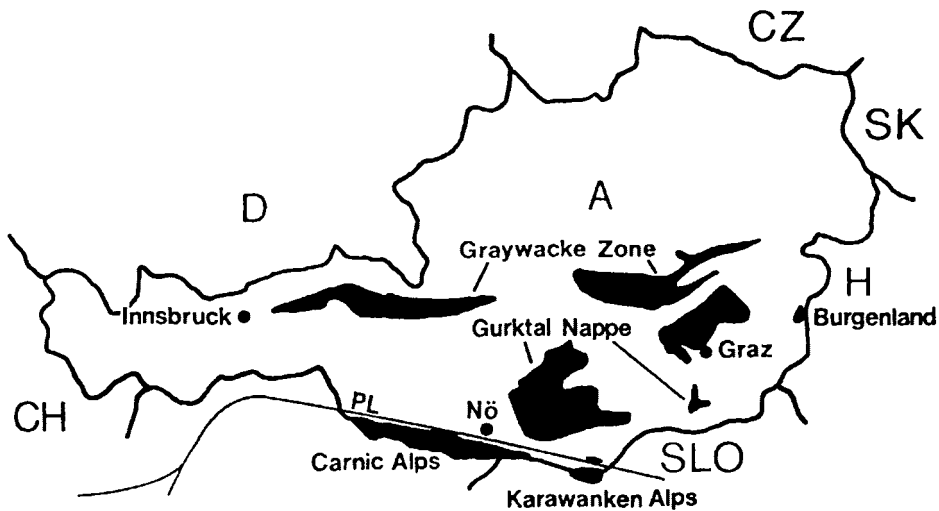 CZ
SK
D
A
Graywacke Zone
H
Innsbruck
Burgenland
Gurktal Nappe
Graz
CH
PL
Nö
Carnic Alps
SLO
Karawanken Alps